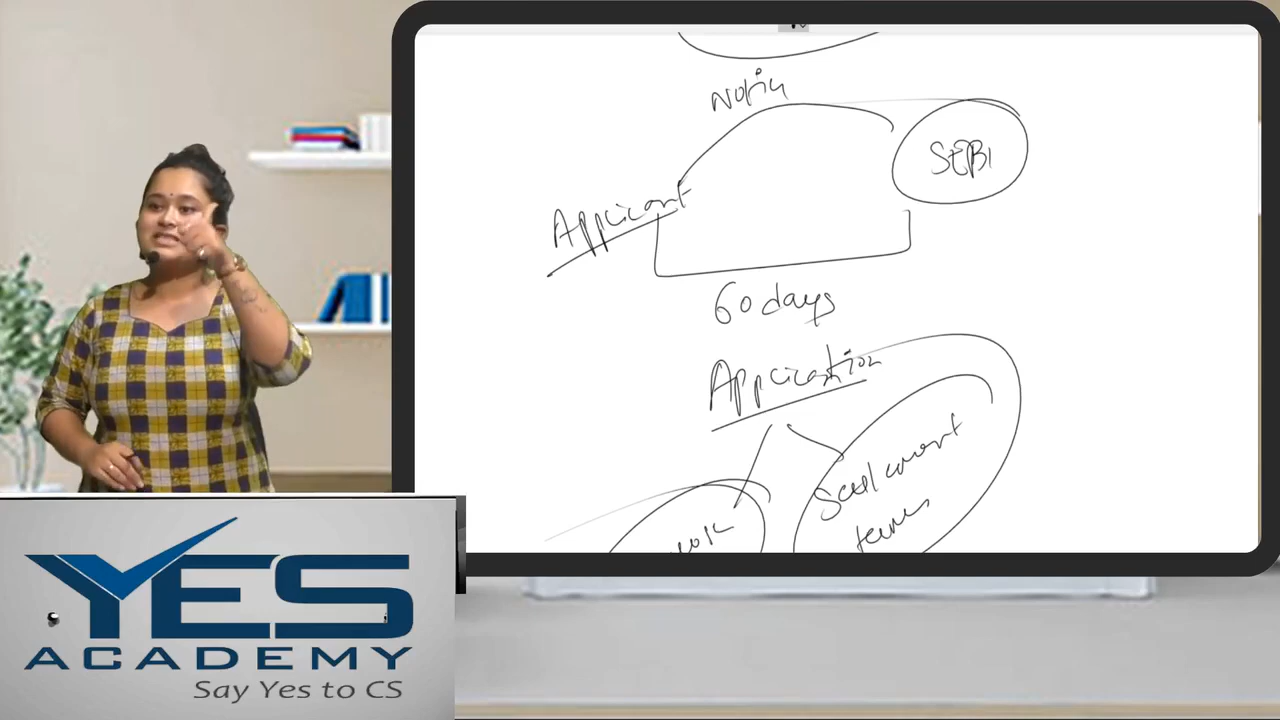 Notice
SEBI
Applicant
60 days
Application
Settlement
terms
YES
ACADEMY
Say Yes to CS